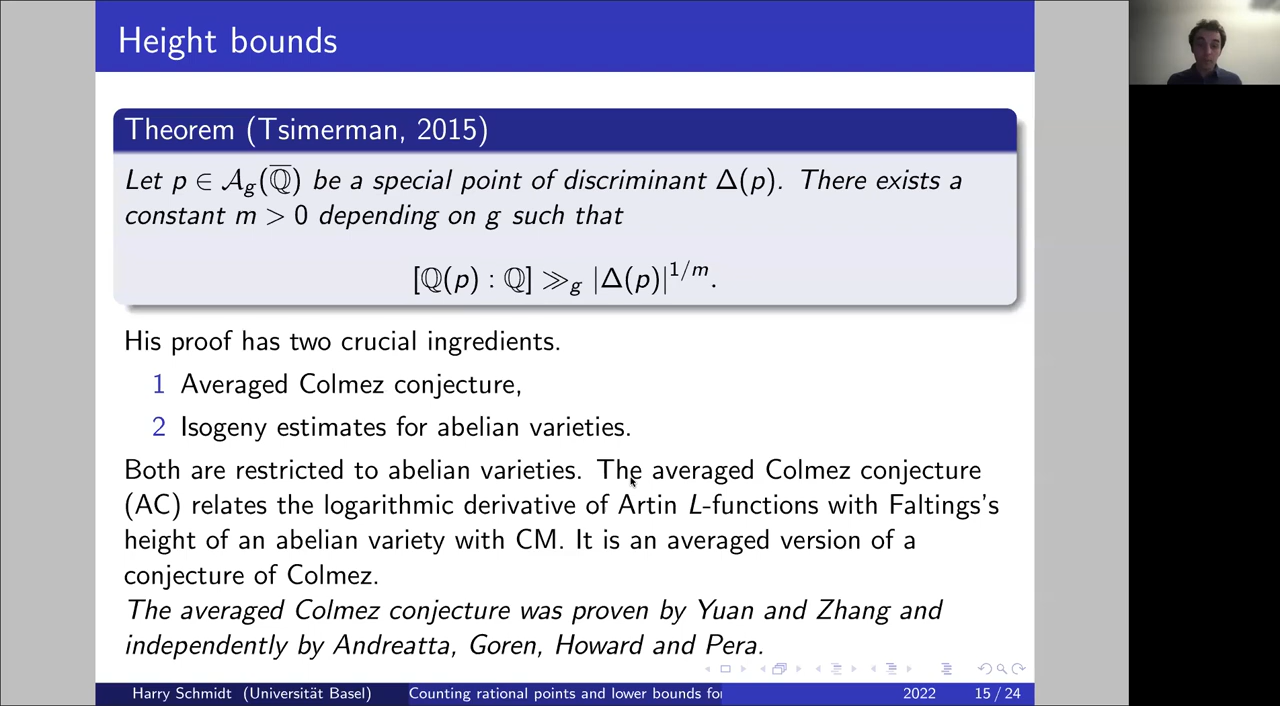 Height bounds
Theorem (Tsimerman, 2015)
Let p ∈ 𝒜_g(ℚ̅) be a special point of discriminant Δ(p). There exists a
constant m > 0 depending on g such that
[ℚ(p) : ℚ] ≫_g |Δ(p)|^{1/m}.
His proof has two crucial ingredients.
1 Averaged Colmez conjecture,
2 Isogeny estimates for abelian varieties.
Both are restricted to abelian varieties. The averaged Colmez conjecture
(AC) relates the logarithmic derivative of Artin L-functions with Faltings's
height of an abelian variety with CM. It is an averaged version of a
conjecture of Colmez.
The averaged Colmez conjecture was proven by Yuan and Zhang and
independently by Andreatta, Goren, Howard and Pera.
Harry Schmidt (Universität Basel) Counting rational points and lower bounds for 2022 15 / 24